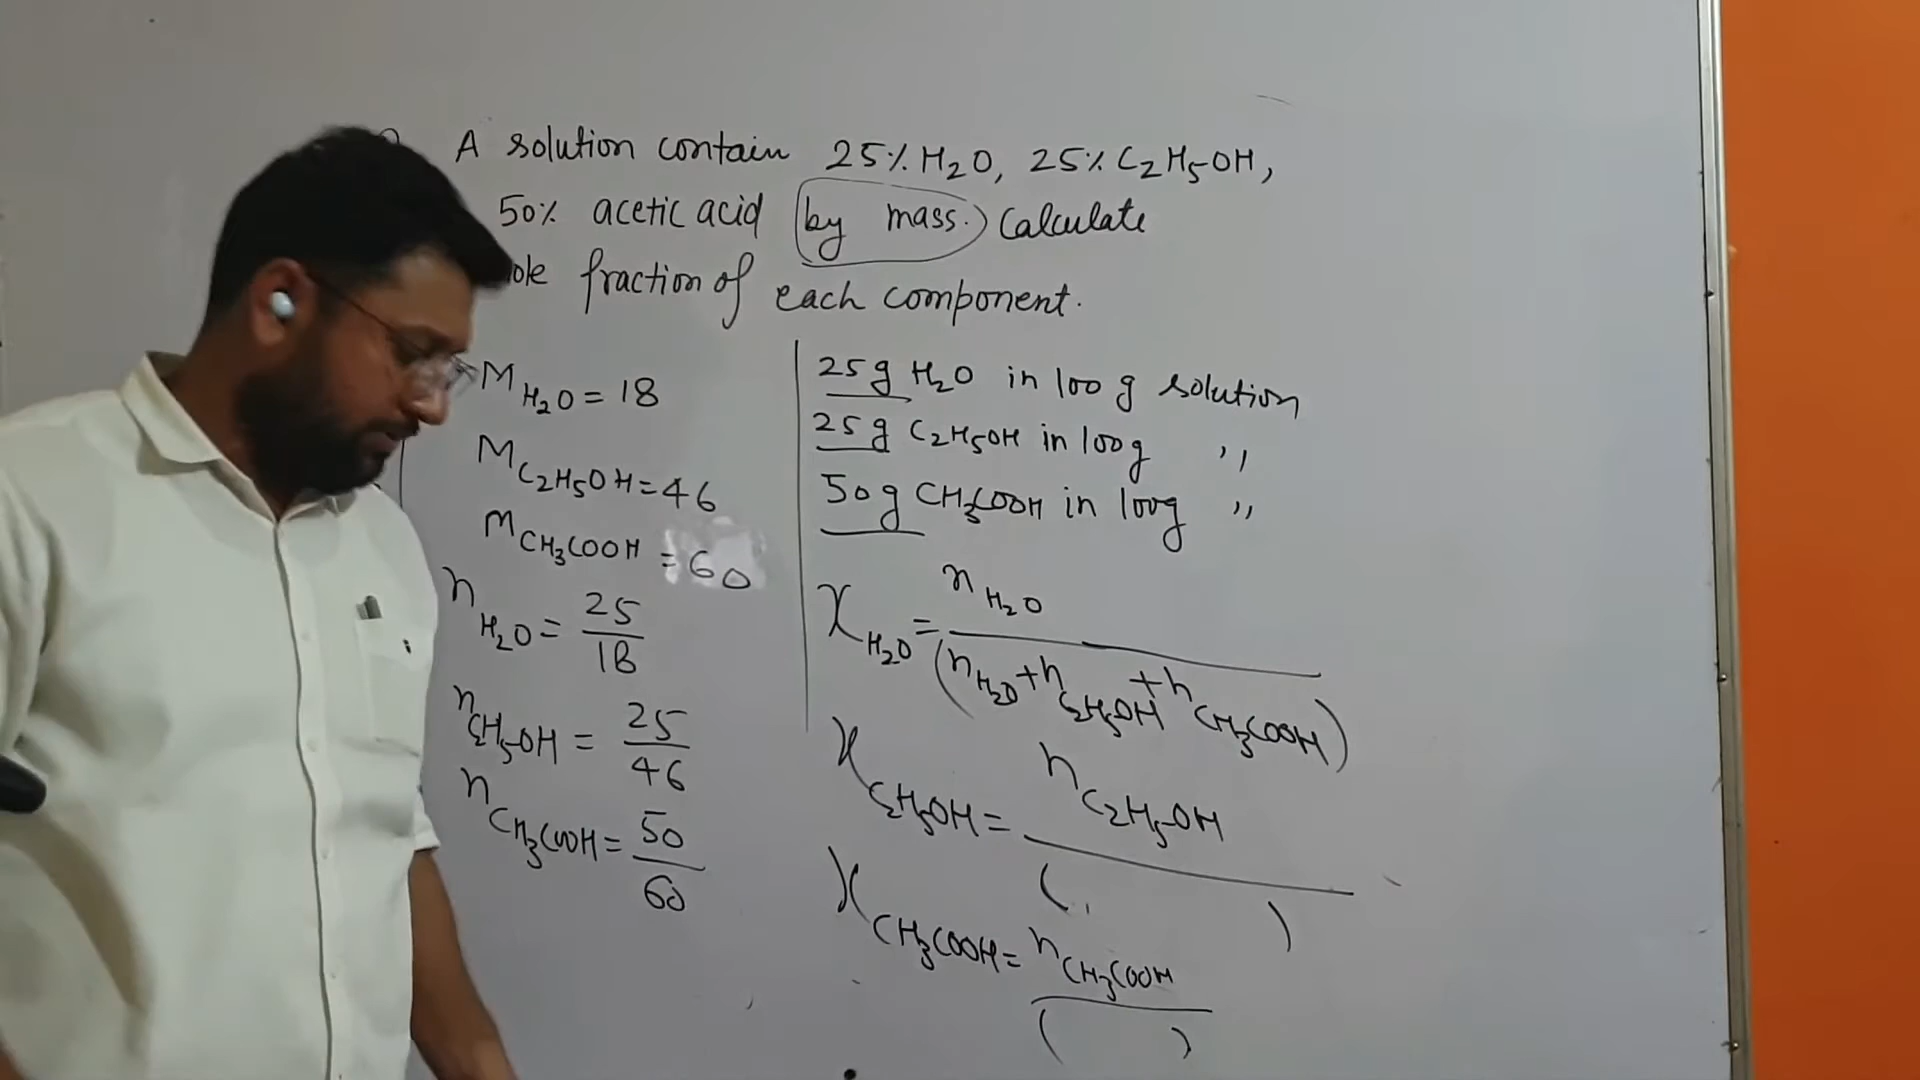 A solution contain 25% H2O, 25% C2H5OH,
50% acetic acid (by mass.) Calculate
fraction of each component.
M H2O = 18
M C2H5OH = 46
M CH3COOH = 60
n H2O = 25/18
n C2H5OH = 25/46
n CH3COOH = 50/60
25g H2O in 100 g solution
25g C2H5OH in 100g ,,
50g CH3COOH in 100g ,,
X H2O = n H2O / (n H2O + n C2H5OH + n CH3COOH)
X C2H5OH = n C2H5OH / ( )
X CH3COOH = n CH3COOH / ( )